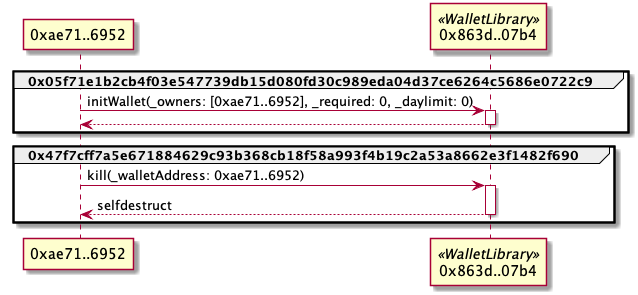 «WalletLibrary»
0xae71..6952
0x863d..07b4
0x05f71e1b2cb4f03e547739db15d080fd30c989eda04d37ce6264c5686e0722c9
initWallet(_owners: [0xae71..6952], _required: 0, _daylimit: 0)
0x47f7cff7a5e671884629c93b368cb18f58a993f4b19c2a53a8662e3f1482f690
kill(_walletAddress: 0xae71..6952)
selfdestruct
0xae71..6952
«WalletLibrary»
0x863d..07b4